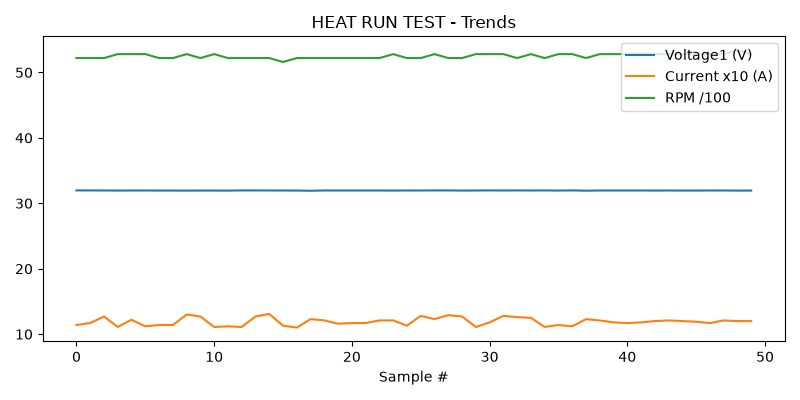 HEAT RUN TEST - Trends
Voltage1 (V)
Current x10 (A)
RPM /100
50
40
30
20
10
0 10 20 30 40 50
Sample #